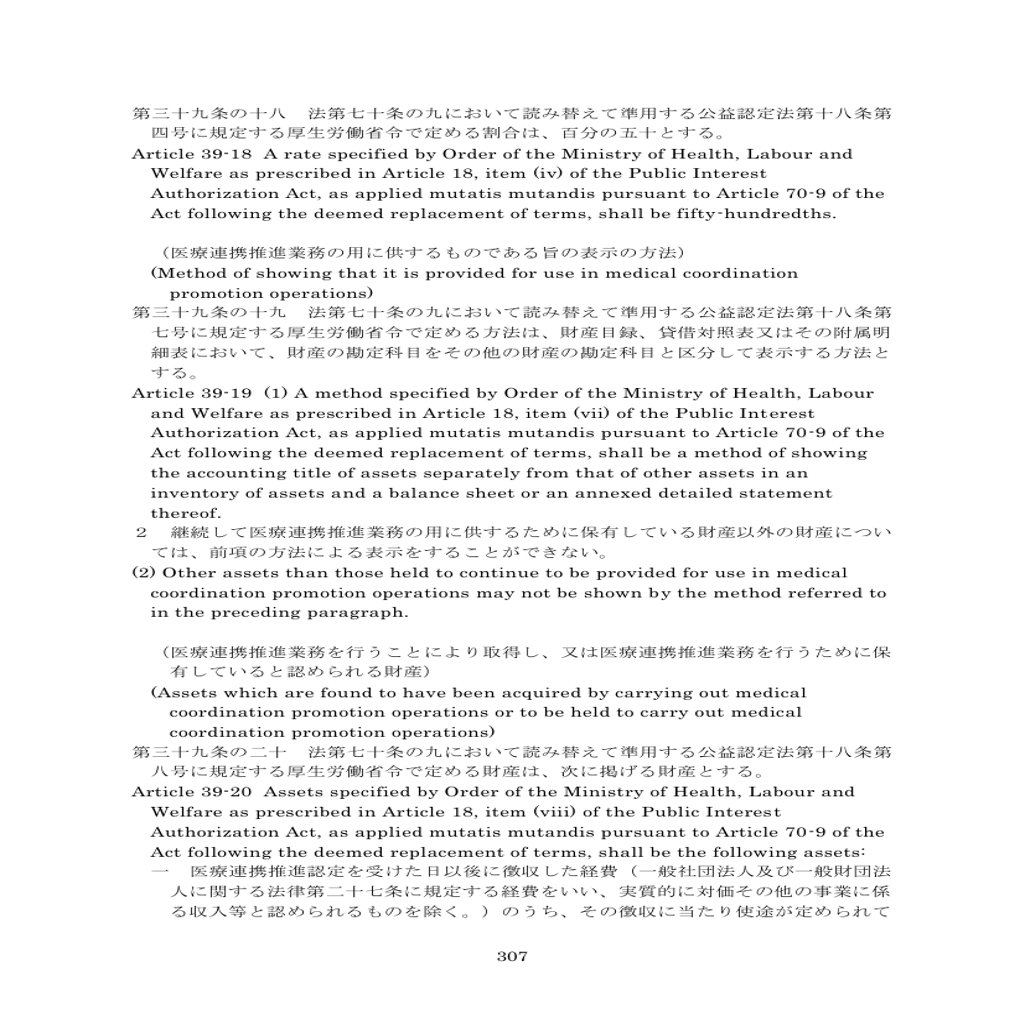 第三十九条の十八　法第七十条の九において読み替えて準用する公益認定法第十八条第
四号に規定する厚生労働省令で定める割合は、百分の五十とする。
Article 39-18 A rate specified by Order of the Ministry of Health, Labour and
Welfare as prescribed in Article 18, item (iv) of the Public Interest
Authorization Act, as applied mutatis mutandis pursuant to Article 70-9 of the
Act following the deemed replacement of terms, shall be fifty-hundredths.
（医療連携推進業務の用に供するものである旨の表示の方法）
(Method of showing that it is provided for use in medical coordination
promotion operations)
第三十九条の十九　法第七十条の九において読み替えて準用する公益認定法第十八条第
七号に規定する厚生労働省令で定める方法は、財産目録、貸借対照表又はその附属明
細表において、財産の勘定科目をその他の財産の勘定科目と区分して表示する方法と
する。
Article 39-19 (1) A method specified by Order of the Ministry of Health, Labour
and Welfare as prescribed in Article 18, item (vii) of the Public Interest
Authorization Act, as applied mutatis mutandis pursuant to Article 70-9 of the
Act following the deemed replacement of terms, shall be a method of showing
the accounting title of assets separately from that of other assets in an
inventory of assets and a balance sheet or an annexed detailed statement
thereof.
２　継続して医療連携推進業務の用に供するために保有している財産以外の財産につい
ては、前項の方法による表示をすることができない。
(2) Other assets than those held to continue to be provided for use in medical
coordination promotion operations may not be shown by the method referred to
in the preceding paragraph.
（医療連携推進業務を行うことにより取得し、又は医療連携推進業務を行うために保
有していると認められる財産）
(Assets which are found to have been acquired by carrying out medical
coordination promotion operations or to be held to carry out medical
coordination promotion operations)
第三十九条の二十　法第七十条の九において読み替えて準用する公益認定法第十八条第
八号に規定する厚生労働省令で定める財産は、次に掲げる財産とする。
Article 39-20 Assets specified by Order of the Ministry of Health, Labour and
Welfare as prescribed in Article 18, item (viii) of the Public Interest
Authorization Act, as applied mutatis mutandis pursuant to Article 70-9 of the
Act following the deemed replacement of terms, shall be the following assets:
一　医療連携推進認定を受けた日以後に徴収した経費（一般社団法人及び一般財団法
人に関する法律第二十七条に規定する経費をいい、実質的に対価その他の事業に係
る収入等と認められるものを除く。）のうち、その徴収に当たり使途が定められて
307